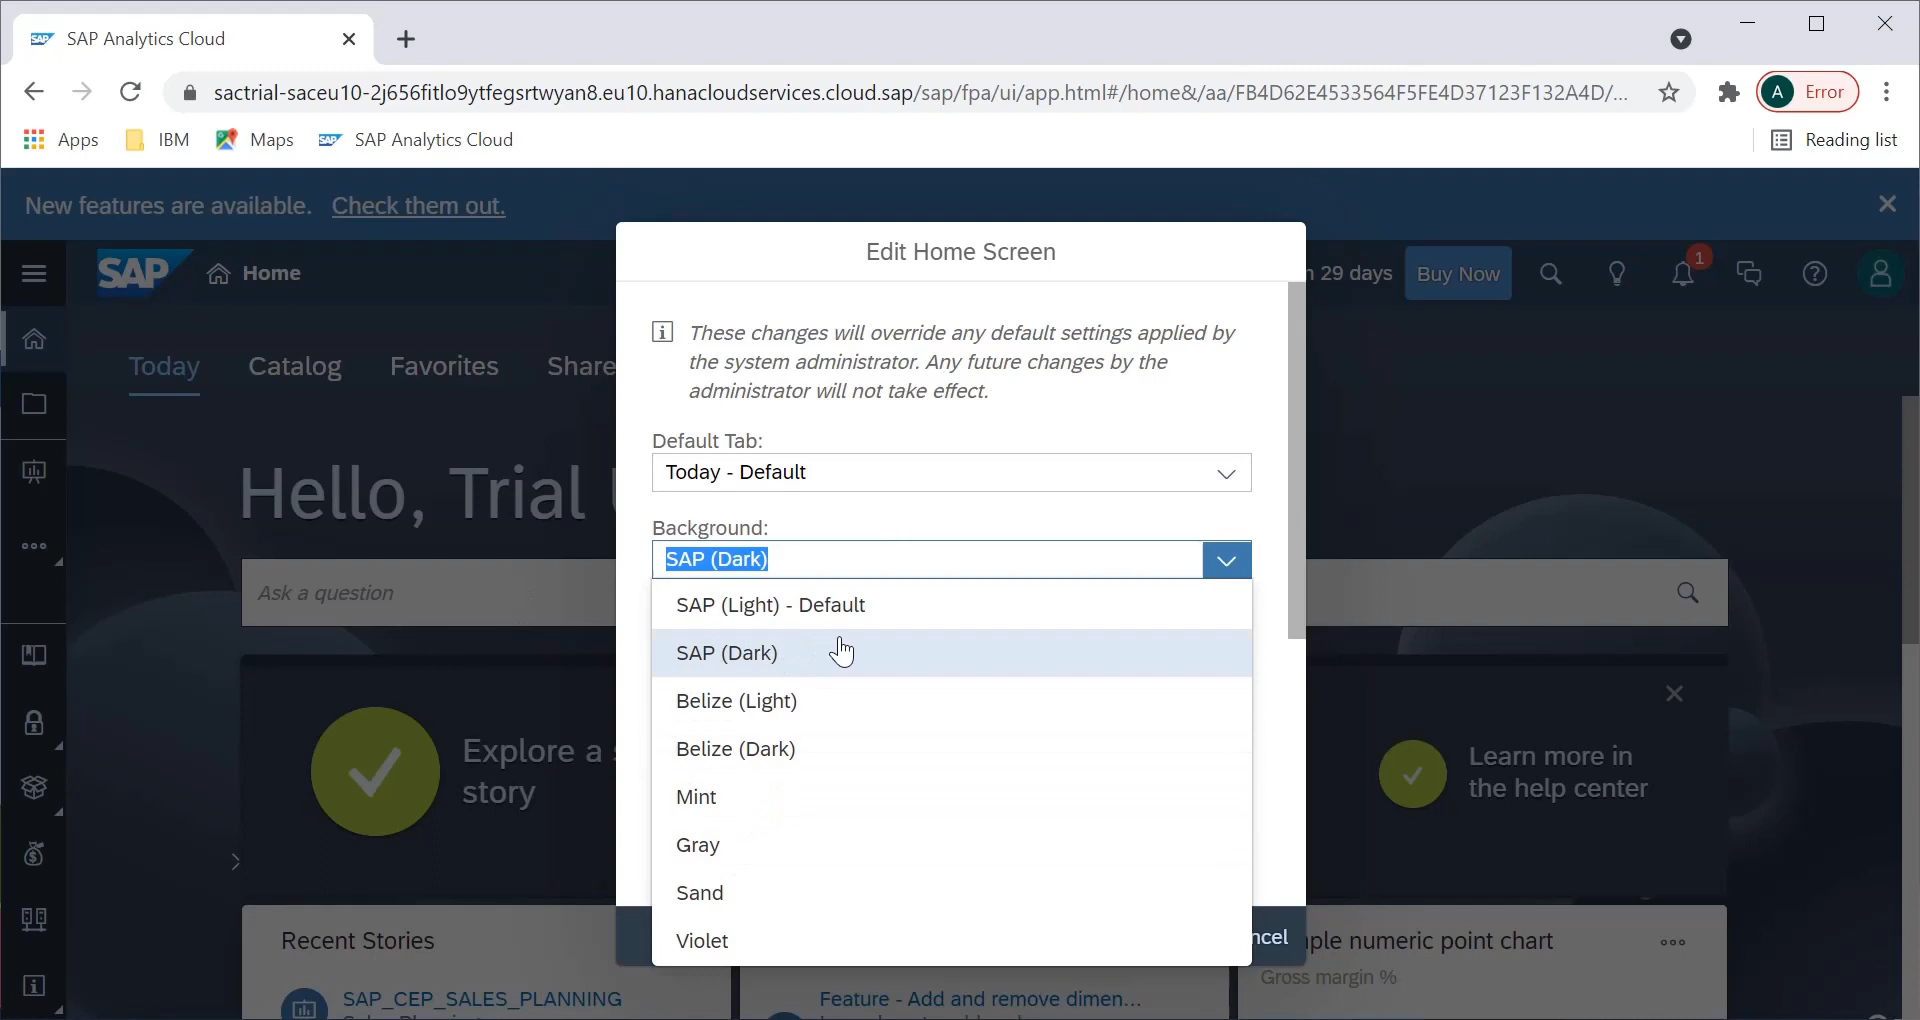 SAP Analytics Cloud
sactrial-saceu10-2j656fitlo9ytfegsrtwyan8.eu10.hanacloudservices.cloud.sap/sap/fpa/ui/app.html#/home&/aa/FB4D62E4533564F5FE4D37123F132A4D/...
A Error
Apps IBM Maps SAP SAP Analytics Cloud
Reading list
New features are available. Check them out.
SAP Home
29 days Buy Now 1
Today Catalog Favorites Share
Hello, Trial
Ask a question
Explore a
story
Learn more in
the help center
Recent Stories
SAP_CEP_SALES_PLANNING
Feature - Add and remove dimen...
numeric point chart
Gross margin %
Edit Home Screen
These changes will override any default settings applied by
the system administrator. Any future changes by the
administrator will not take effect.
Default Tab:
Today - Default
Background:
SAP (Dark)
SAP (Light) - Default
SAP (Dark)
Belize (Light)
Belize (Dark)
Mint
Gray
Sand
Violet